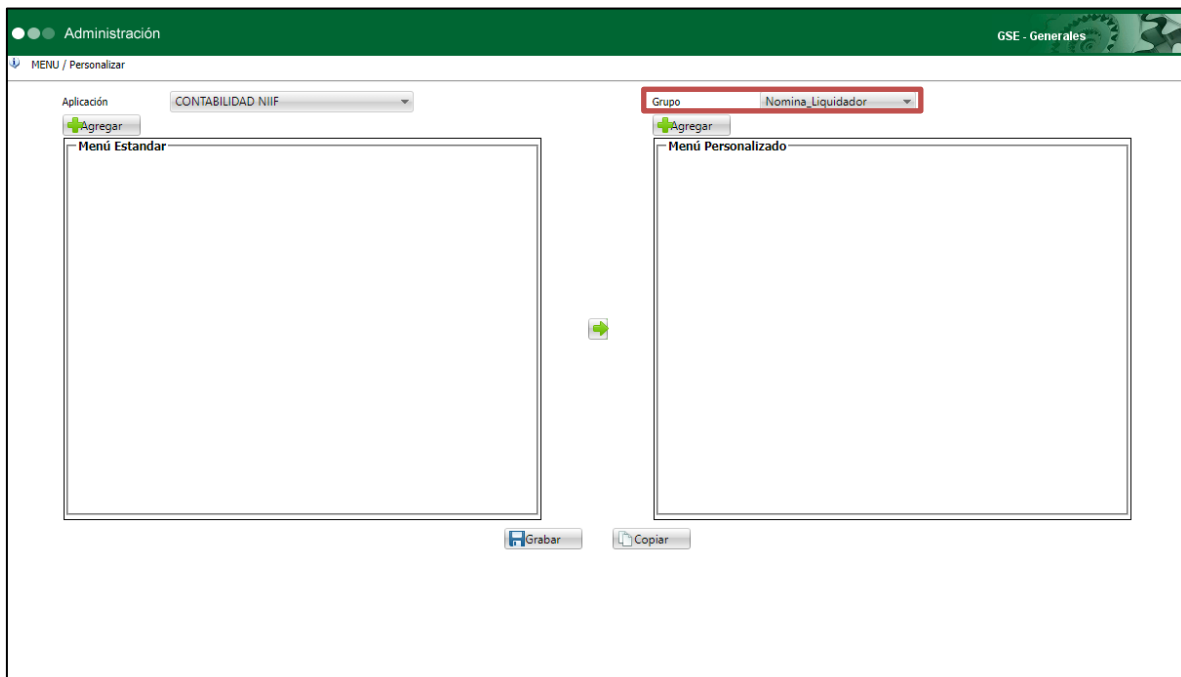 Administración
GSE - Generales
MENU / Personalizar
Aplicación CONTABILIDAD NIIF Grupo Nomina_Liquidador
Agregar Agregar
Menú Estandar Menú Personalizado
Grabar Copiar